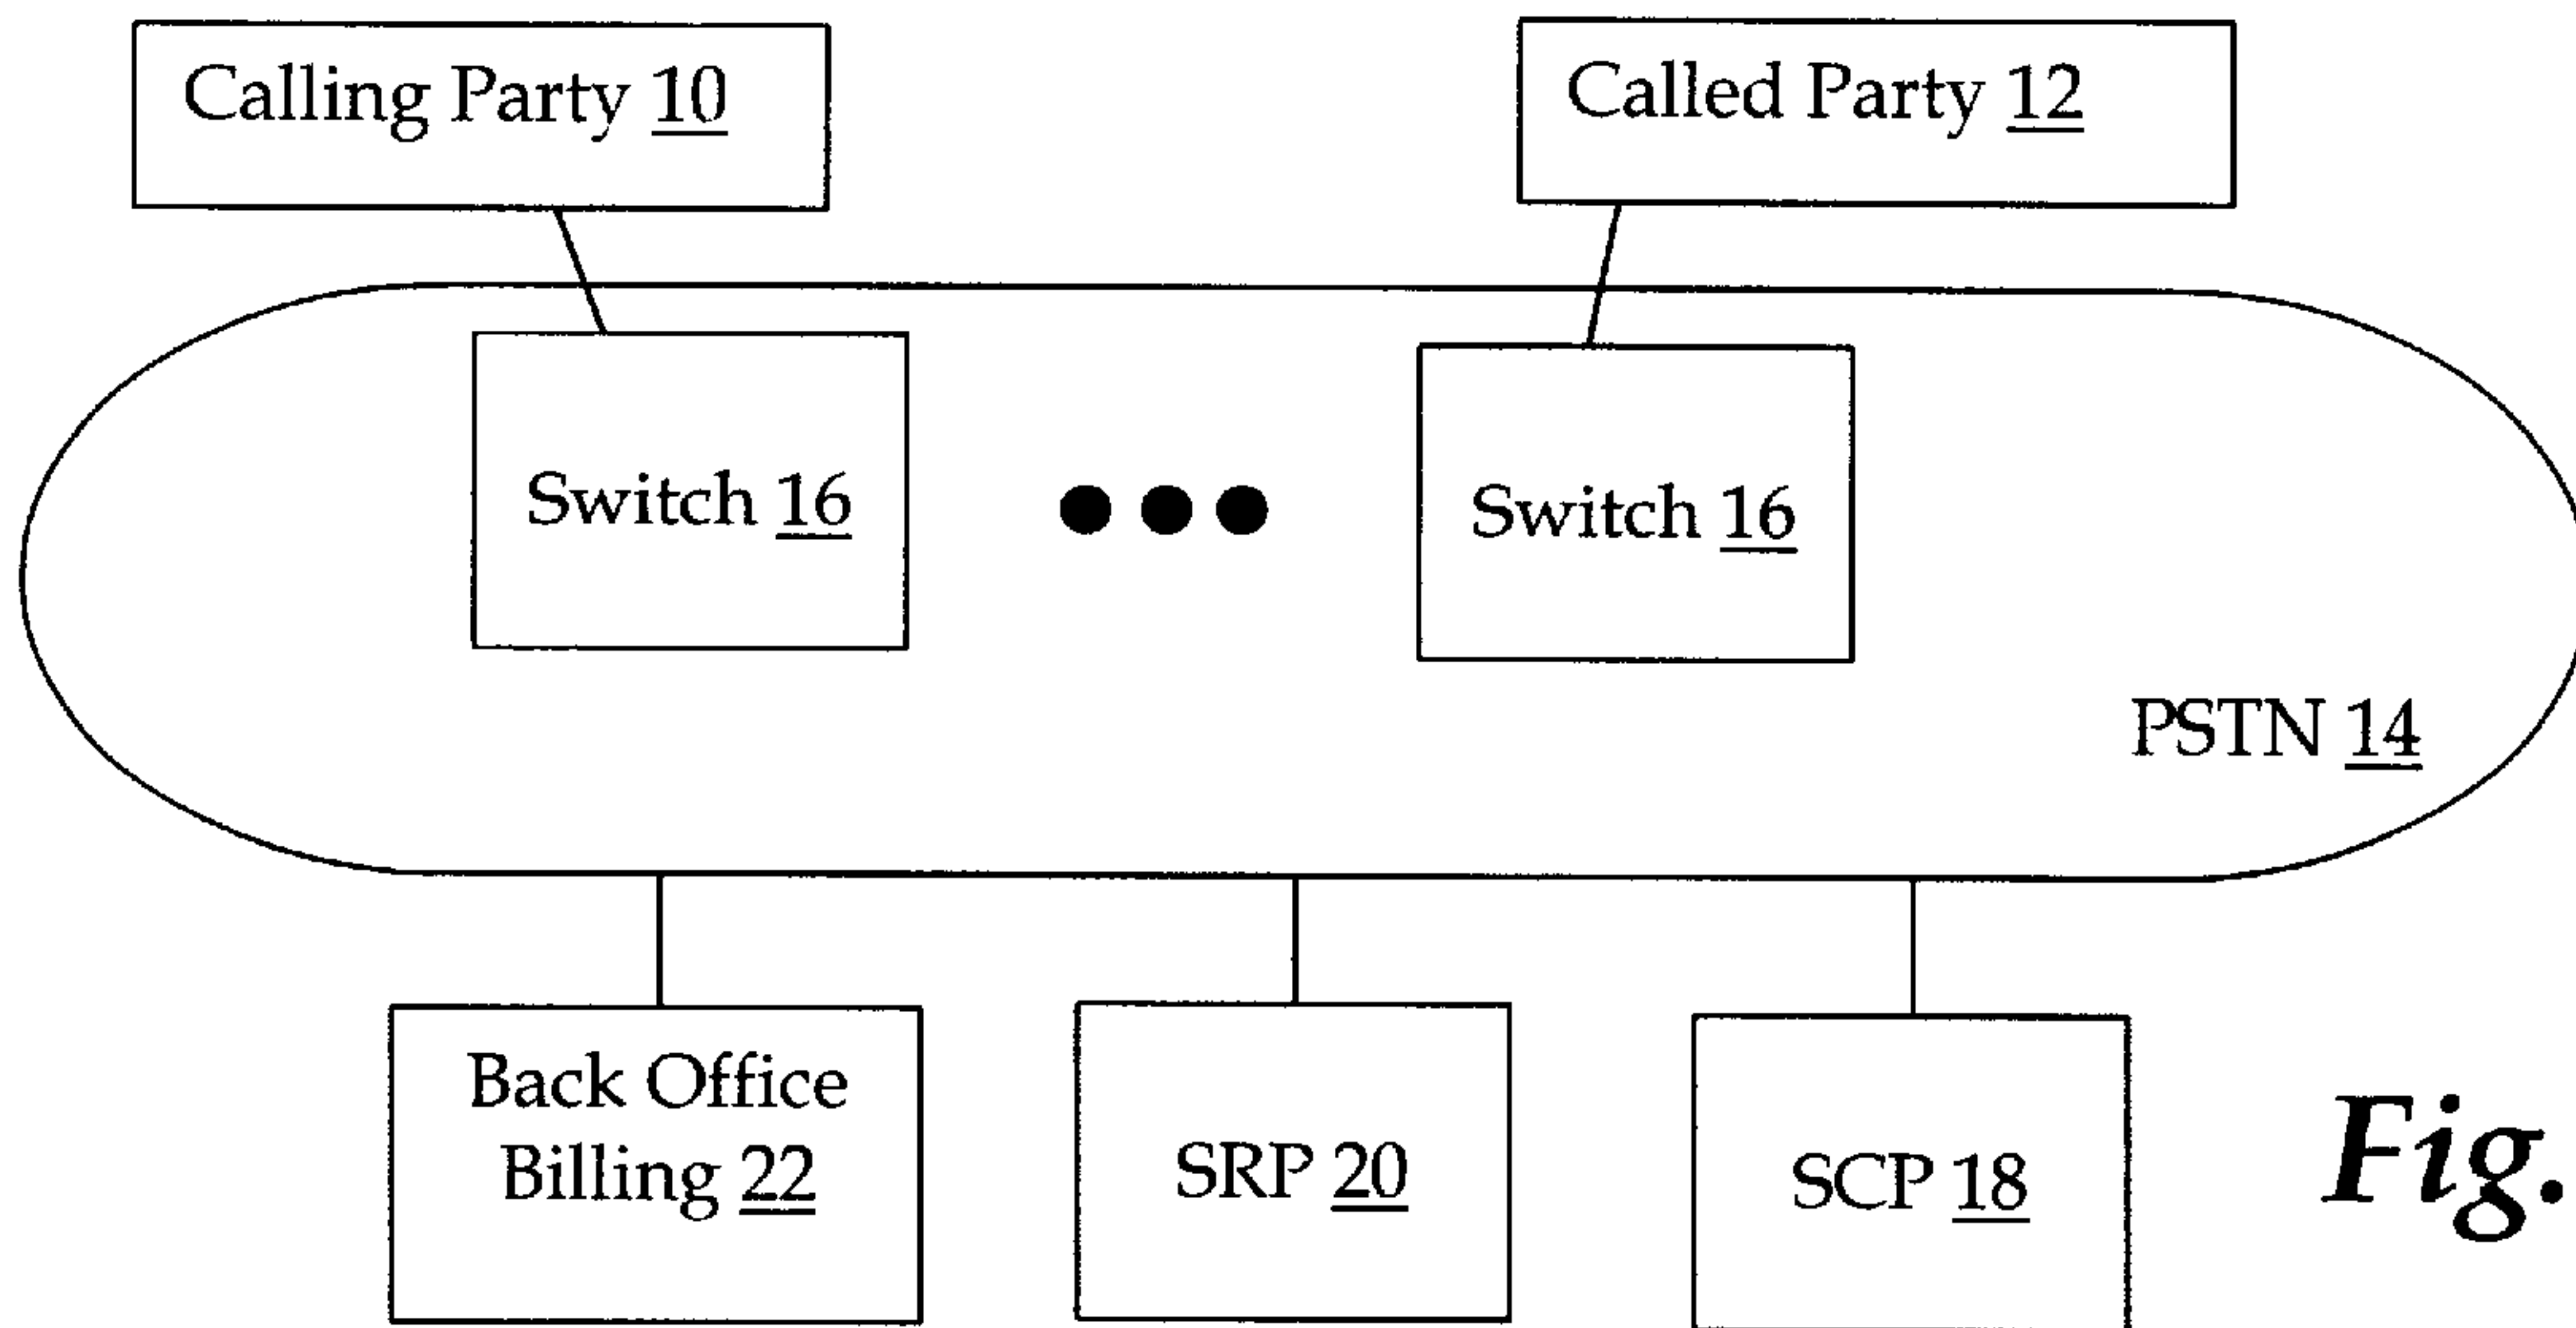 Calling Party 10
Called Party 12
Switch 16
Switch 16
PSTN 14
Back Office
Billing 22
SRP 20
SCP 18
Fig.